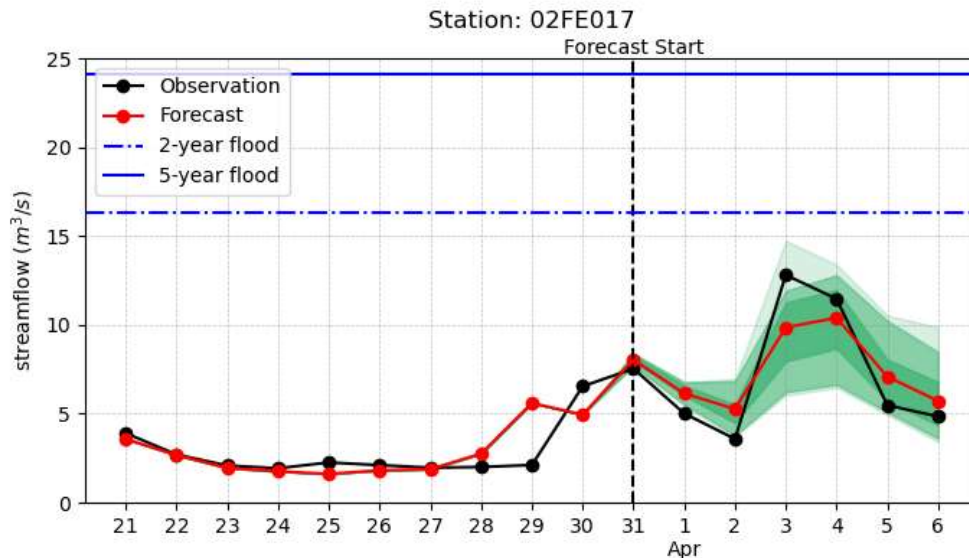 Station: 02FE017
Forecast Start
25
20
15
10
5
0
streamflow (m³/s)
Observation
Forecast
2-year flood
5-year flood
21 22 23 24 25 26 27 28 29 30 31 1 2 3 4 5 6
Apr